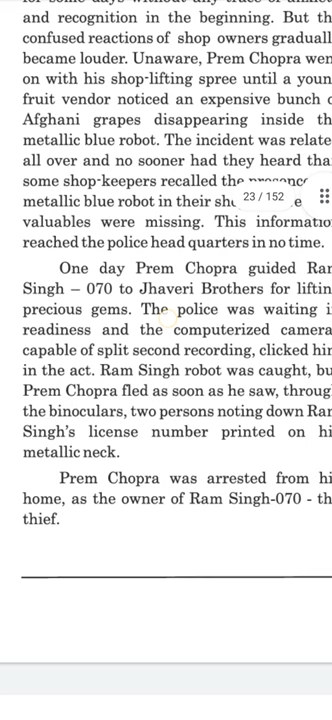 and recognition in the beginning. But th
confused reactions of shop owners graduall
became louder. Unaware, Prem Chopra wen
on with his shop-lifting spree until a youn
fruit vendor noticed an expensive bunch
Afghani grapes disappearing inside th
metallic blue robot. The incident was relate
all over and no sooner had they heard tha
some shop-keepers recalled the
metallic blue robot in their
23 / 152
valuables were missing. This informatio
reached the police head quarters in no time.
One day Prem Chopra guided Ram
Singh – 070 to Jhaveri Brothers for liftin
precious gems. The police was waiting i
readiness and the computerized camera
capable of split second recording, clicked hi
in the act. Ram Singh robot was caught, bu
Prem Chopra fled as soon as he saw, throug
the binoculars, two persons noting down Ra
Singh's license number printed on hi
metallic neck.
Prem Chopra was arrested from hi
home, as the owner of Ram Singh-070 - th
thief.